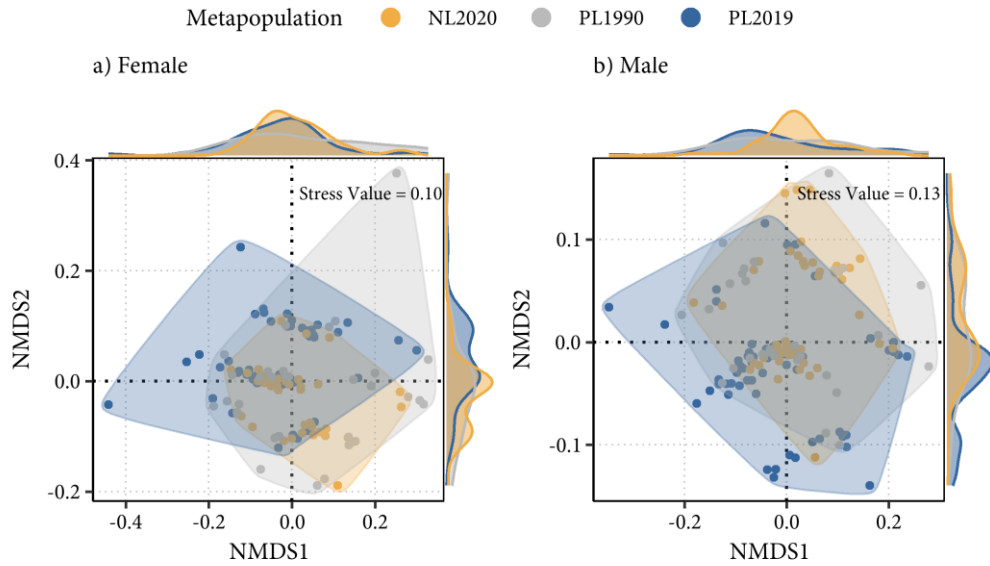 Metapopulation NL2020 PL1990 PL2019
a) Female
b) Male
Stress Value = 0.10
Stress Value = 0.13
NMDS2
0.4
0.2
0.0
-0.2
-0.4 -0.2 0.0 0.2
NMDS1
NMDS2
0.1
0.0
-0.1
-0.2 0.0 0.2
NMDS1